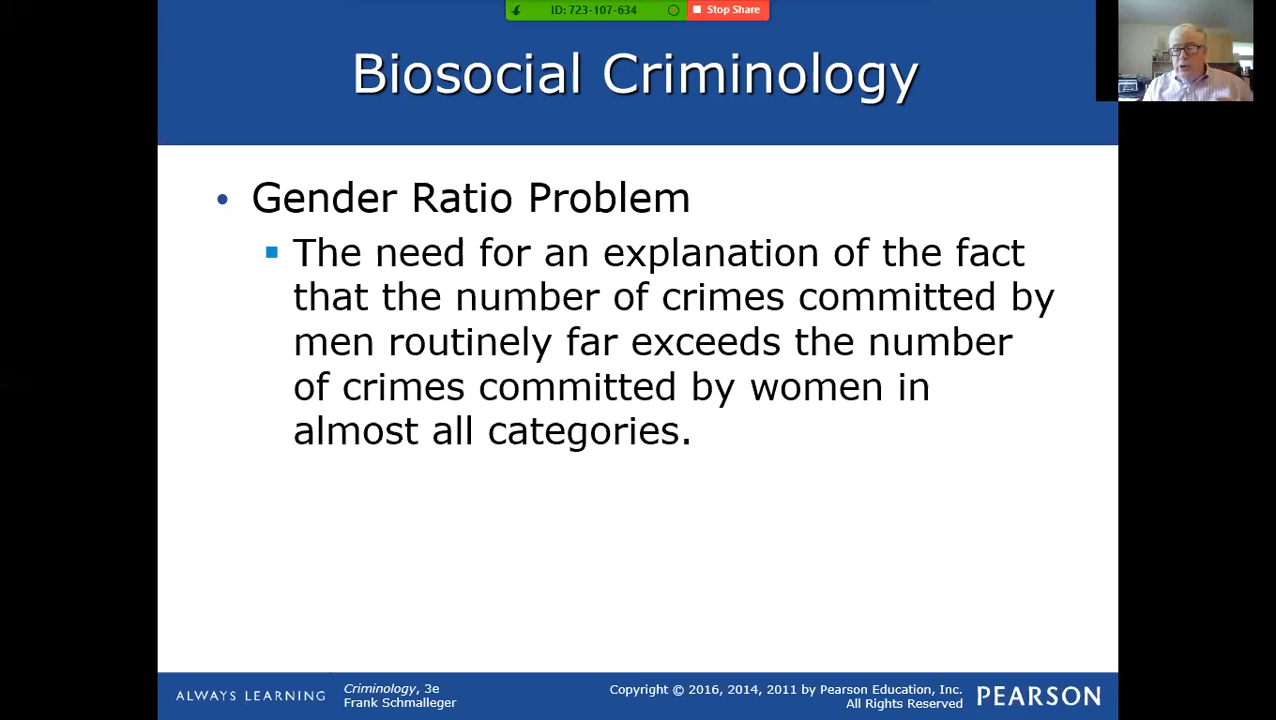 ID: 723-107-634
Stop Share
Biosocial Criminology
• Gender Ratio Problem
▪ The need for an explanation of the fact
that the number of crimes committed by
men routinely far exceeds the number
of crimes committed by women in
almost all categories.
ALWAYS LEARNING
Criminology, 3e
Frank Schmalleger
Copyright © 2016, 2014, 2011 by Pearson Education, Inc.
All Rights Reserved
PEARSON